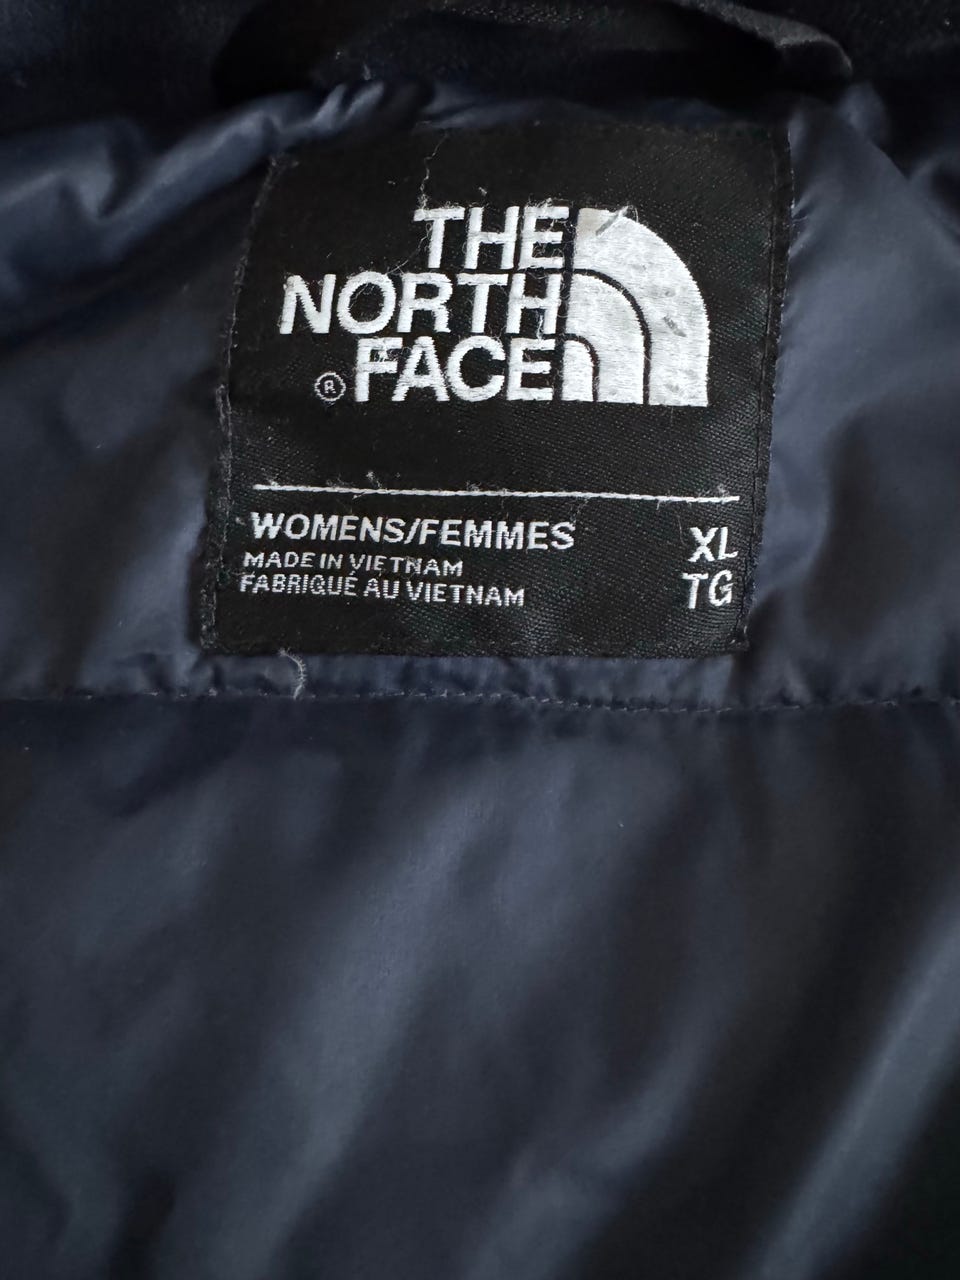 THE
NORTH
FACE
®
WOMENS/FEMMES XL
MADE IN VIETNAM
FABRIQUÉ AU VIETNAM TG